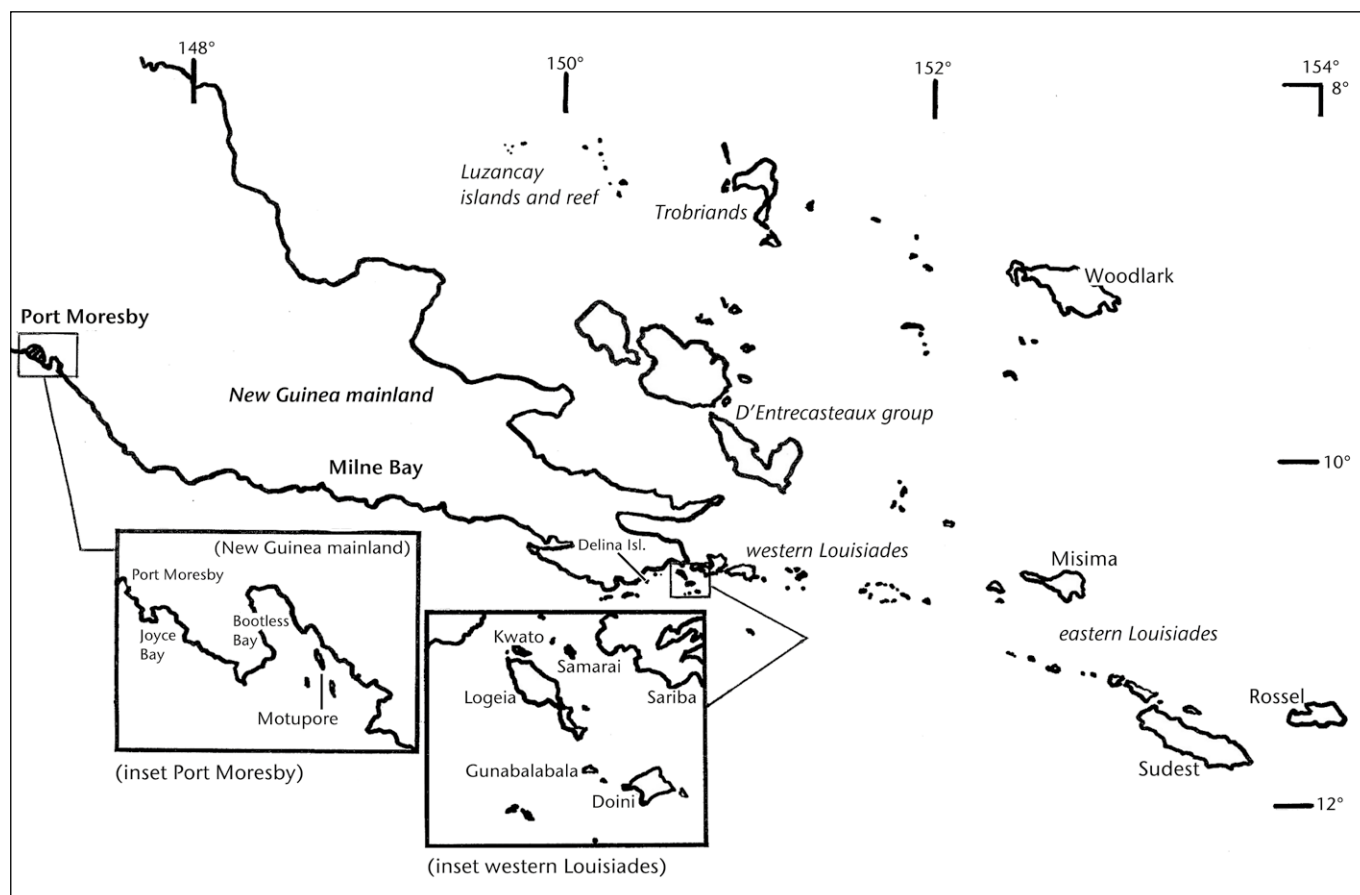 148°
150°
152°
154°
8°
Luzancay
islands and reef
Trobriands
Woodlark
Port Moresby
New Guinea mainland
D'Entrecasteaux group
Milne Bay
10°
Delina Isl.
western Louisiades
Misima
eastern Louisiades
Rossel
Sudest
12°
(New Guinea mainland)
Port Moresby
Joyce
Bay
Bootless
Bay
Motupore
(inset Port Moresby)
Kwato
Samarai
Logeia
Sariba
Gunabalabala
Doini
(inset western Louisiades)